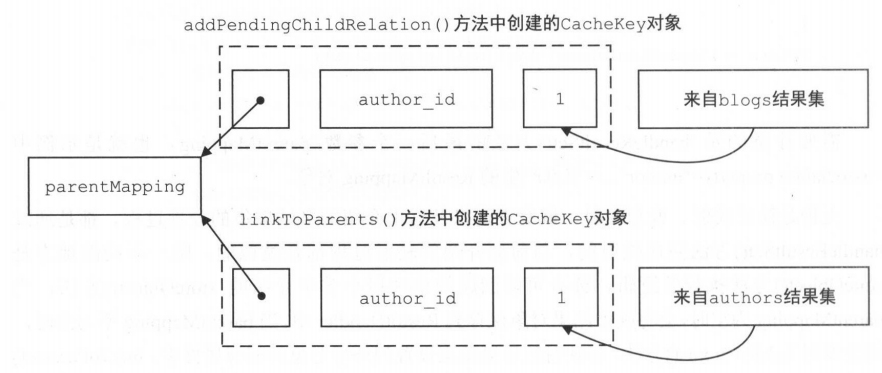 addPendingChildRelation()方法中创建的CacheKey对象
author_id
1
来自blogs结果集
parentMapping
linkToParents()方法中创建的CacheKey对象
author_id
1
来自authors结果集